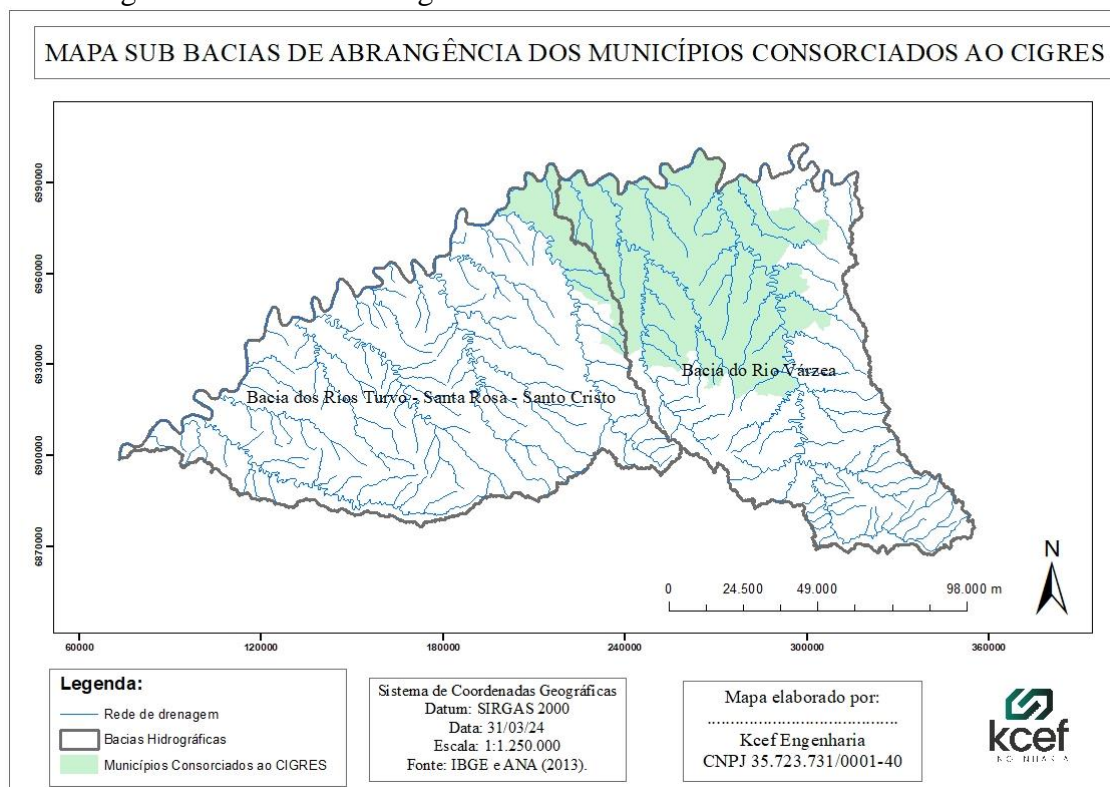 MAPA SUB BACIAS DE ABRANGÊNCIA DOS MUNICÍPIOS CONSORCIADOS AO CIGRES
6990000
6960000
6930000
6900000
6870000
Bacia do Rio Várzea
Bacia dos Rios Turvo - Santa Rosa - Santo Cristo
N
0 24.500 49.000 98.000 m
60000 120000 180000 240000 300000 360000
Legenda:
Rede de drenagem
Bacias Hidrográficas
Municípios Consorciados ao CIGRES
Sistema de Coordenadas Geográficas
Datum: SIRGAS 2000
Data: 31/03/24
Escala: 1:1.250.000
Fonte: IBGE e ANA (2013).
Mapa elaborado por:
........................................
Kcef Engenharia
CNPJ 35.723.731/0001-40
kcef